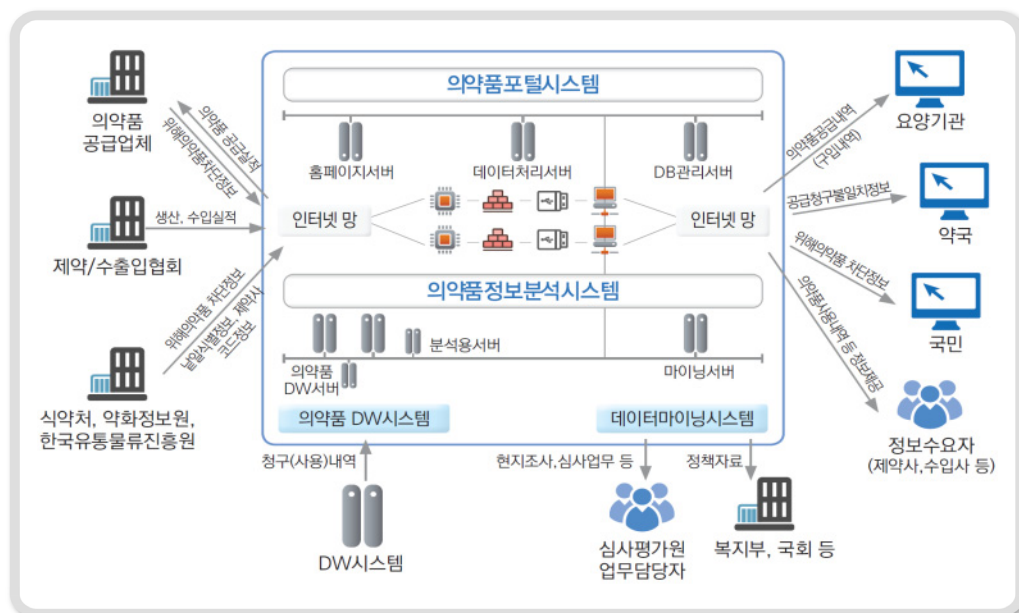 의약품포털시스템
홈페이지서버
데이터처리서버
DB관리서버
인터넷 망
인터넷 망
의약품정보분석시스템
분석용서버
의약품
DW서버
마이닝서버
의약품 DW시스템
데이터마이닝시스템
의약품
공급업체
의약품 공급실적
위해의약품차단정보
제약/수출입협회
생산, 수입실적
식약처, 약화정보원,
한국유통물류진흥원
위해의약품 차단정보
낱알식별정보, 제약사
코드정보
청구(사용)내역
DW시스템
현지조사,심사업무 등
심사평가원
업무담당자
정책자료
복지부, 국회 등
의약품공급내역
(구입내역)
요양기관
공급청구불일치정보
약국
위해의약품 차단정보
국민
의약품사용내역 등 정보제공
정보수요자
(제약사,수입사 등)